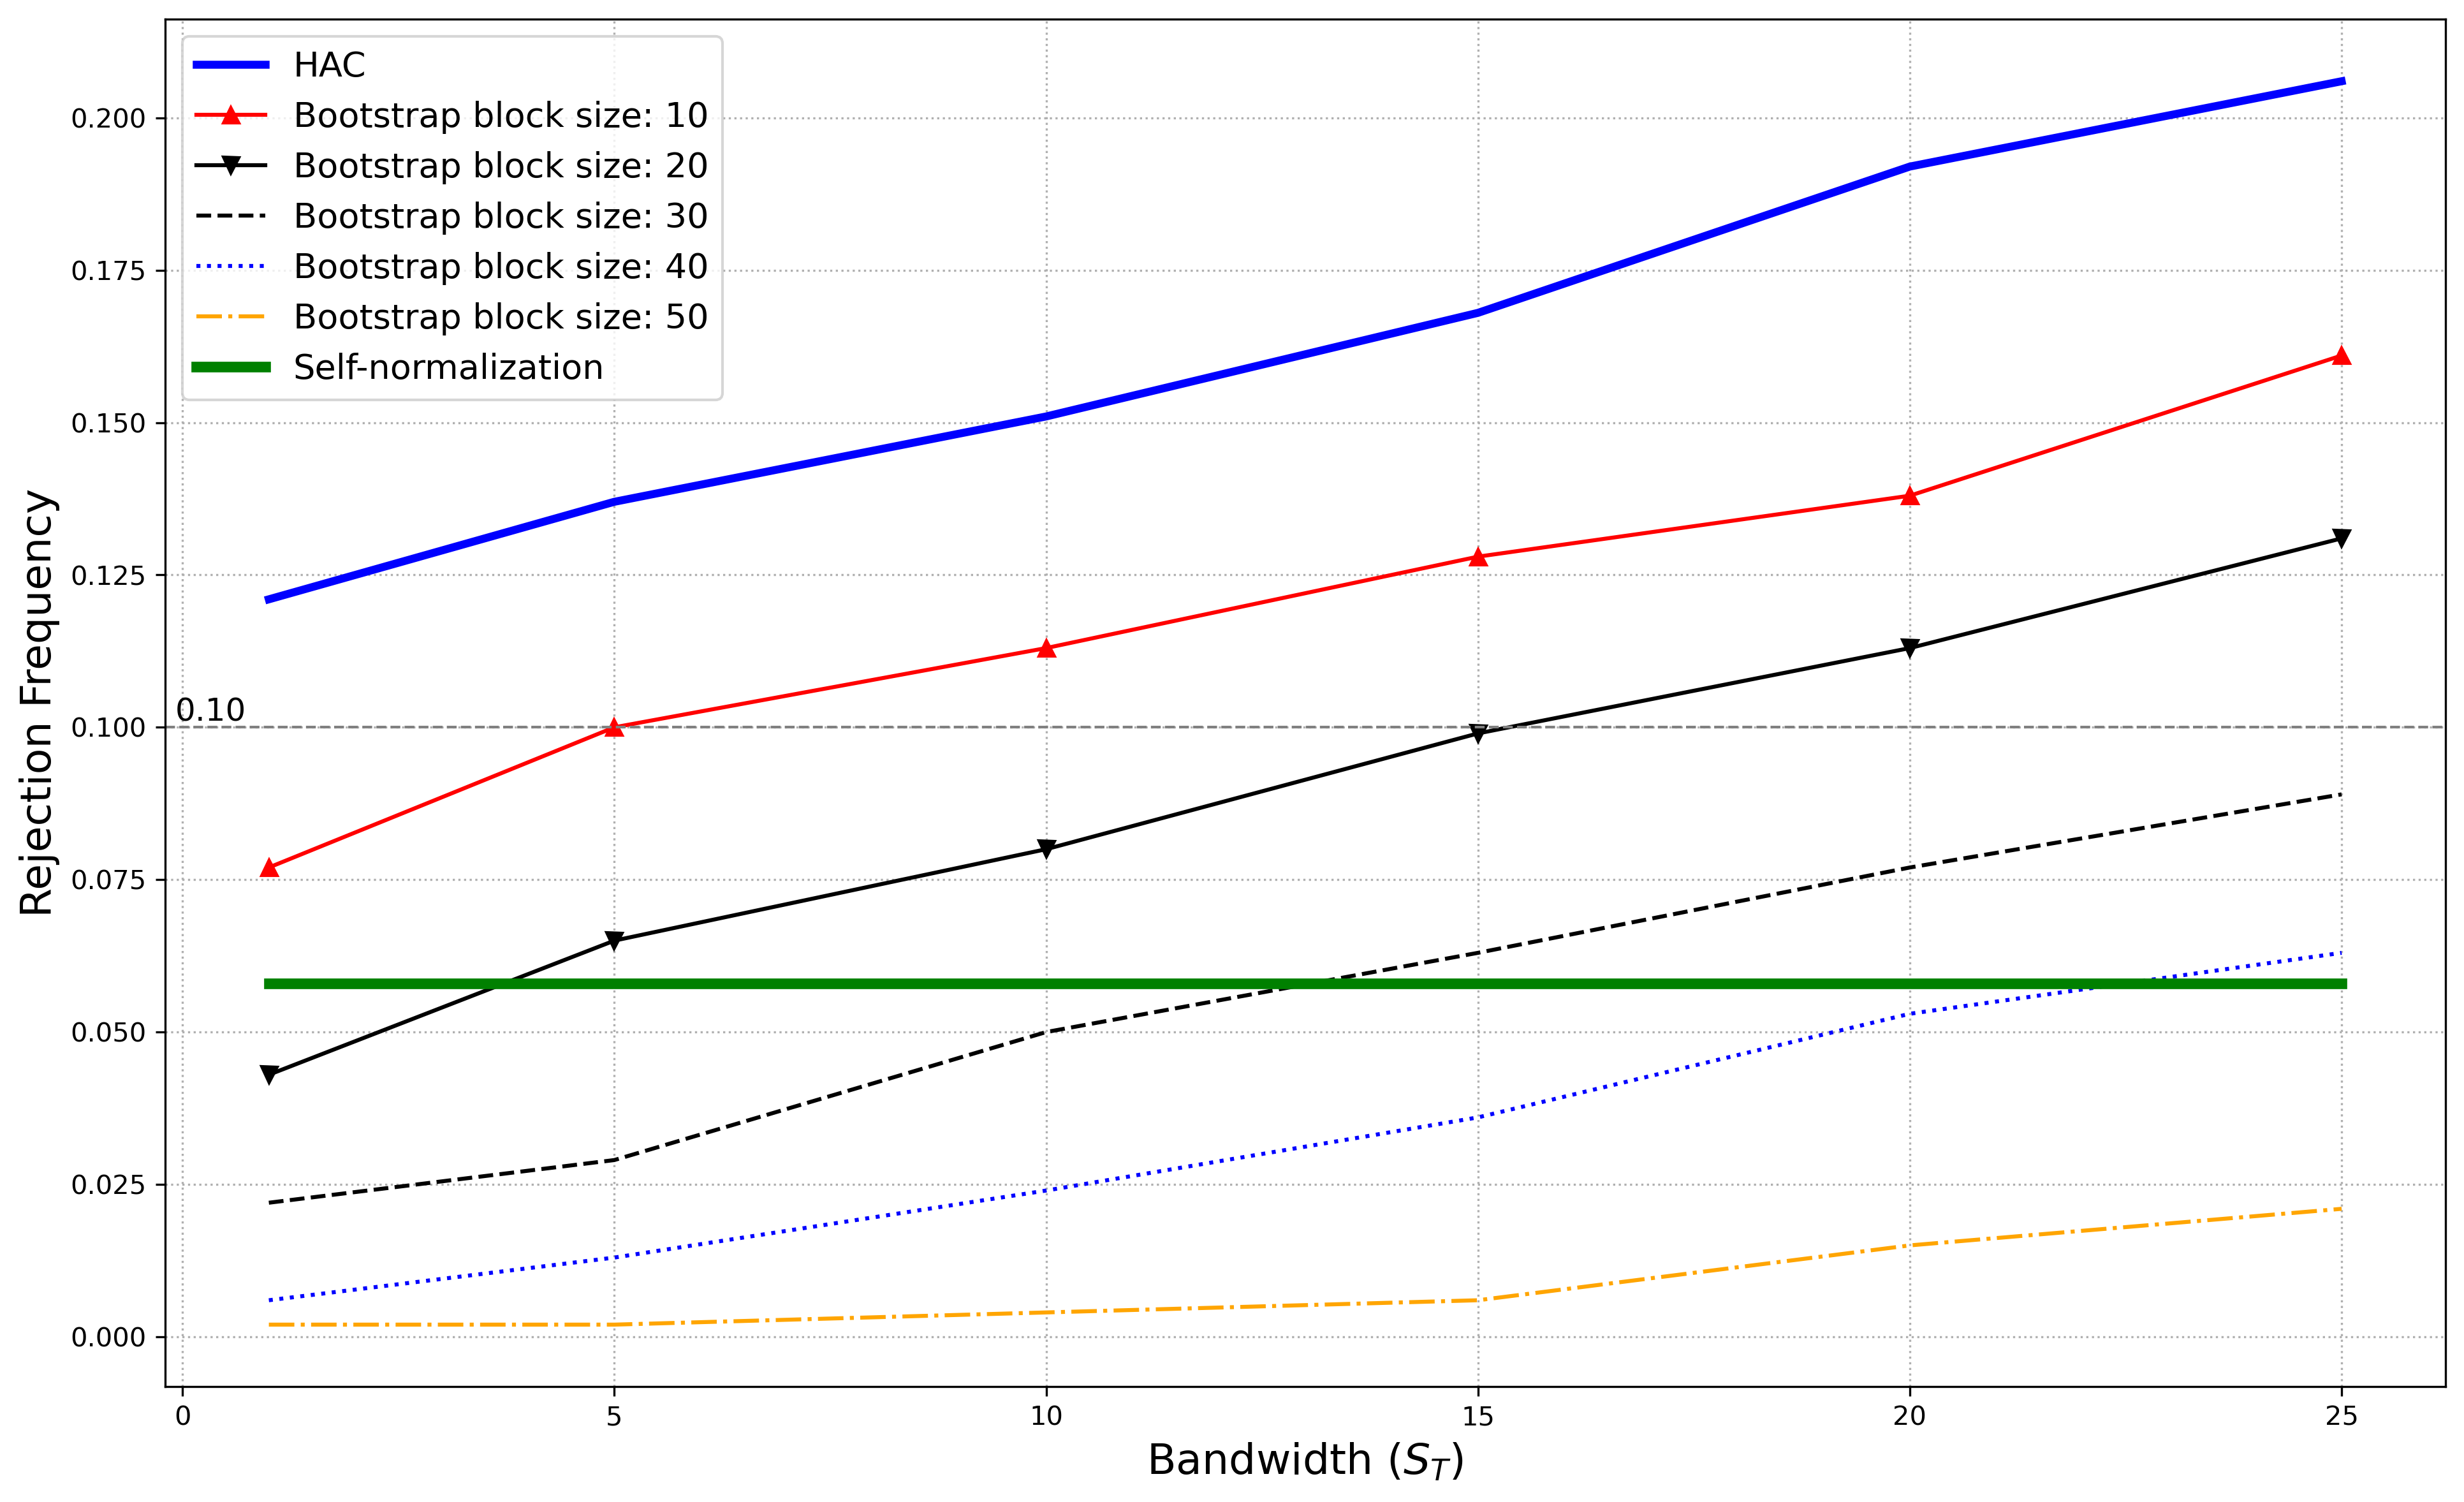 HAC
Bootstrap block size: 10
Bootstrap block size: 20
Bootstrap block size: 30
Bootstrap block size: 40
Bootstrap block size: 50
Self-normalization
Rejection Frequency
0.200
0.175
0.150
0.125
0.100
0.075
0.050
0.025
0.000
0.10
0 5 10 15 20 25
Bandwidth ($S_T$)